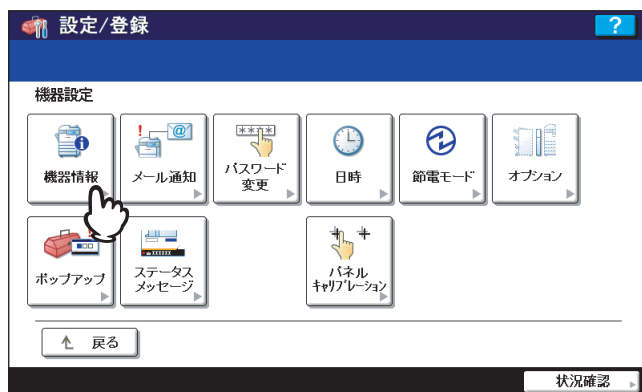 設定/登録
?
機器設定
機器情報
! @
メール通知
****
パスワード
変更
日時
節電モード
オプション
ポップアップ
!
ステータス
メッセージ
パネル
キャリブレーション
戻る
状況確認